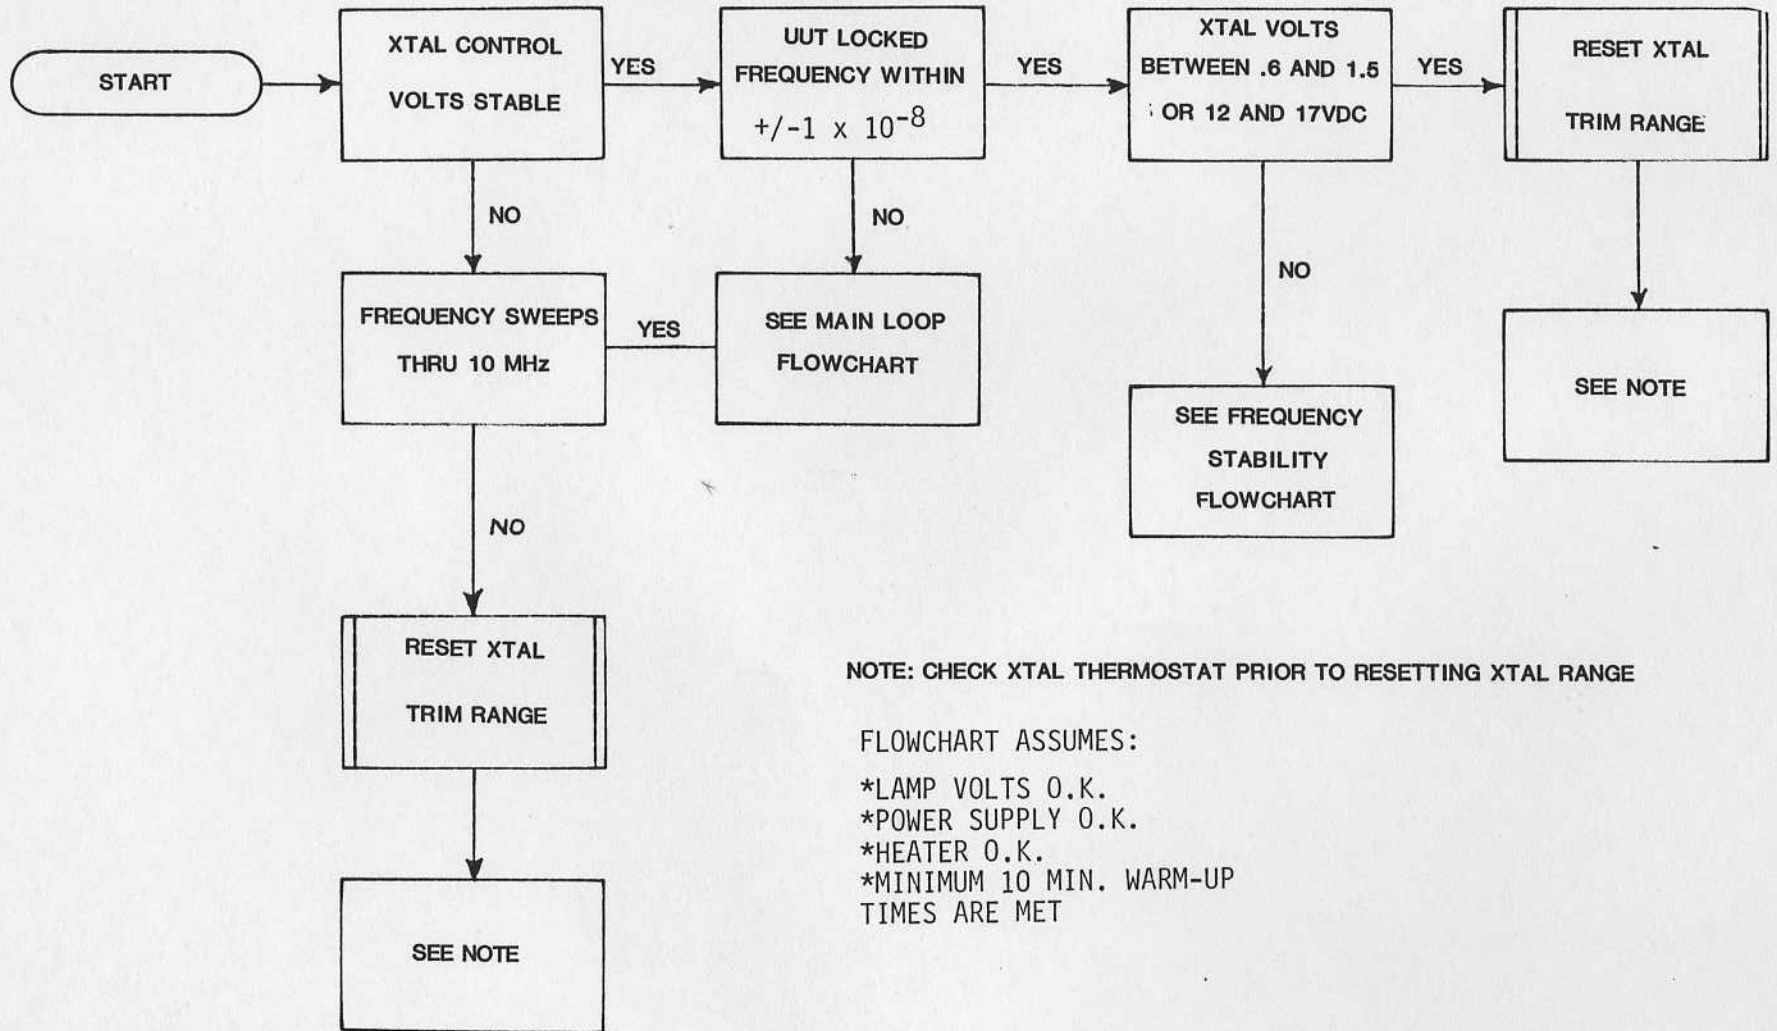 START
XTAL CONTROL
VOLTS STABLE
YES
UUT LOCKED
FREQUENCY WITHIN
+/-1 x 10⁻⁸
YES
XTAL VOLTS
BETWEEN .6 AND 1.5
OR 12 AND 17VDC
YES
RESET XTAL
TRIM RANGE
NO
NO
NO
FREQUENCY SWEEPS
THRU 10 MHz
YES
SEE MAIN LOOP
FLOWCHART
SEE FREQUENCY
STABILITY
FLOWCHART
SEE NOTE
NO
RESET XTAL
TRIM RANGE
SEE NOTE
NOTE: CHECK XTAL THERMOSTAT PRIOR TO RESETTING XTAL RANGE
FLOWCHART ASSUMES:
*LAMP VOLTS O.K.
*POWER SUPPLY O.K.
*HEATER O.K.
*MINIMUM 10 MIN. WARM-UP
TIMES ARE MET